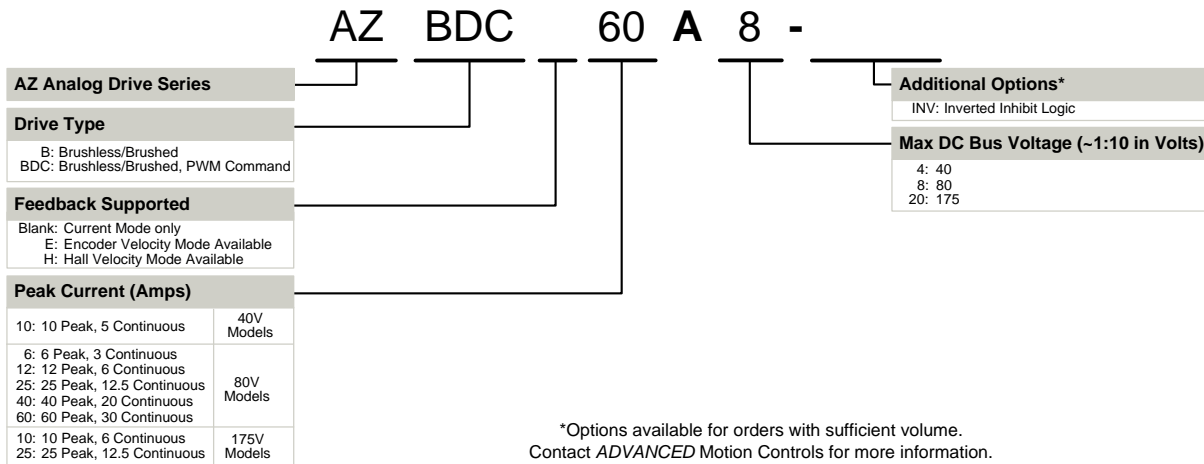 AZ BDC 60 A 8 -
AZ Analog Drive Series
Drive Type
B: Brushless/Brushed
BDC: Brushless/Brushed, PWM Command
Feedback Supported
Blank: Current Mode only
E: Encoder Velocity Mode Available
H: Hall Velocity Mode Available
Peak Current (Amps)
10: 10 Peak, 5 Continuous
40V
Models
6: 6 Peak, 3 Continuous
12: 12 Peak, 6 Continuous
25: 25 Peak, 12.5 Continuous
40: 40 Peak, 20 Continuous
60: 60 Peak, 30 Continuous
80V
Models
10: 10 Peak, 6 Continuous
25: 25 Peak, 12.5 Continuous
175V
Models
Additional Options*
INV: Inverted Inhibit Logic
Max DC Bus Voltage (~1:10 in Volts)
4: 40
8: 80
20: 175
*Options available for orders with sufficient volume.
Contact ADVANCED Motion Controls for more information.